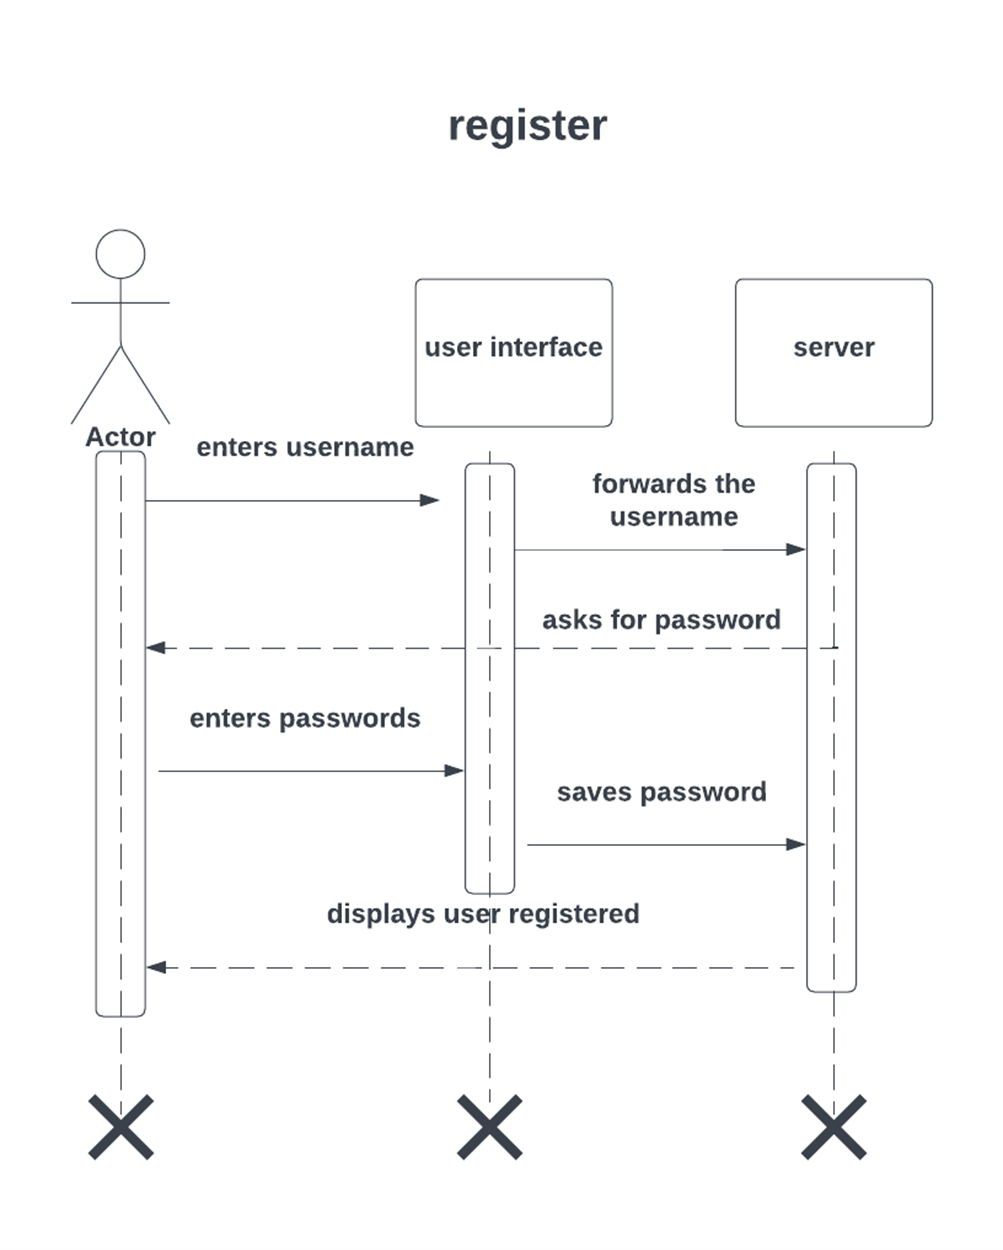 register
user interface
server
Actor
enters username
forwards the
username
asks for password
enters passwords
saves password
displays user registered